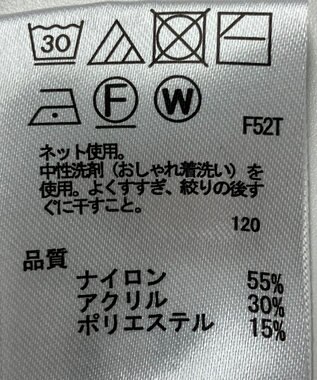 30
F W
F52T
ネット使用。
中性洗剤（おしゃれ着洗い）を
使用。よくすすぎ、絞りの後す
ぐに干すこと。
120
品質
ナイロン 55%
アクリル 30%
ポリエステル 15%